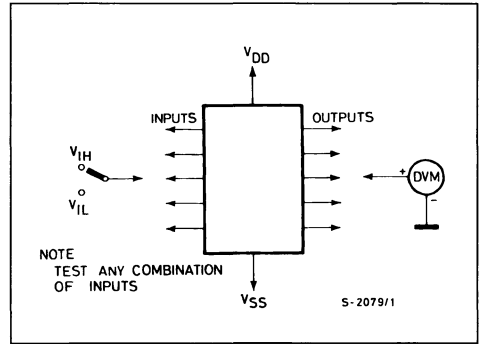 VDD
INPUTS
OUTPUTS
VIH
VIL
+
DVM
-
NOTE
TEST ANY COMBINATION
OF INPUTS
VSS
S-2079/1